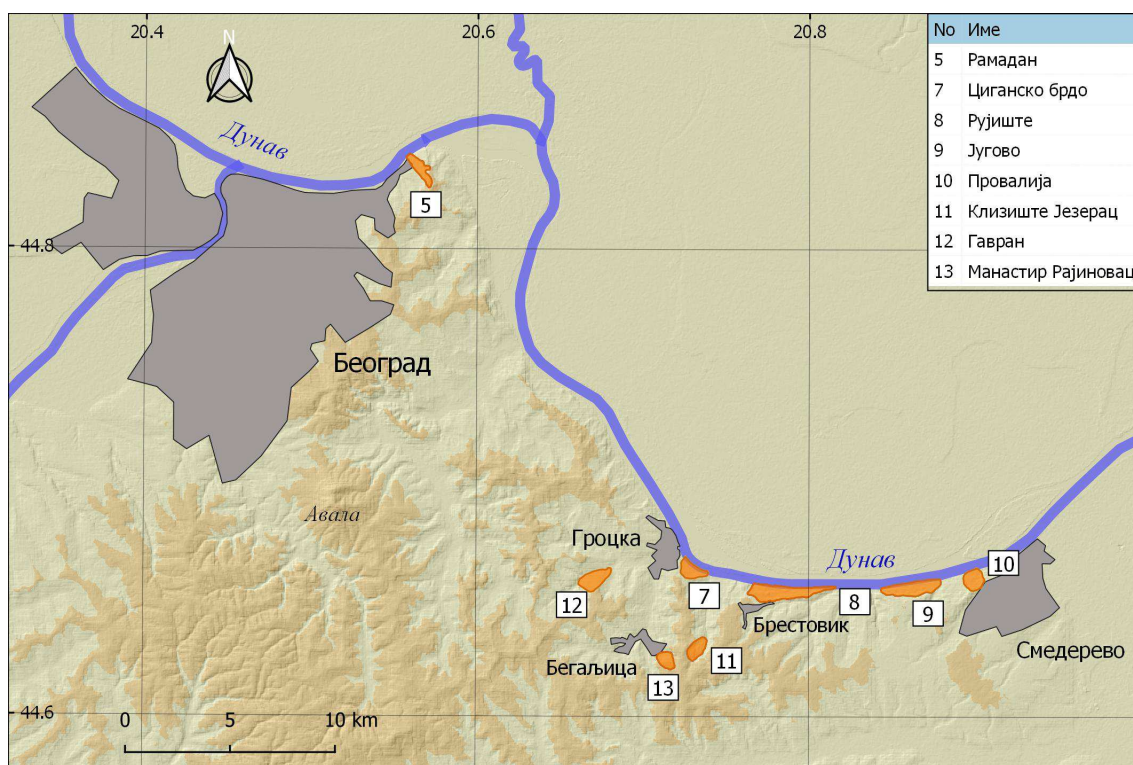 20.4
20.6
20.8
N
No Име
5 Рамадан
7 Циганско брдо
8 Рујиште
9 Југово
10 Провалија
11 Клизиште Језерац
12 Гавран
13 Манастир Рајиновац
Дунав
5
44.8
Београд
Авала
Гроцка
Дунав
10
12
7
8
9
Брестовик
Бегаљица
11
13
Смедерево
44.6
0 5 10 km